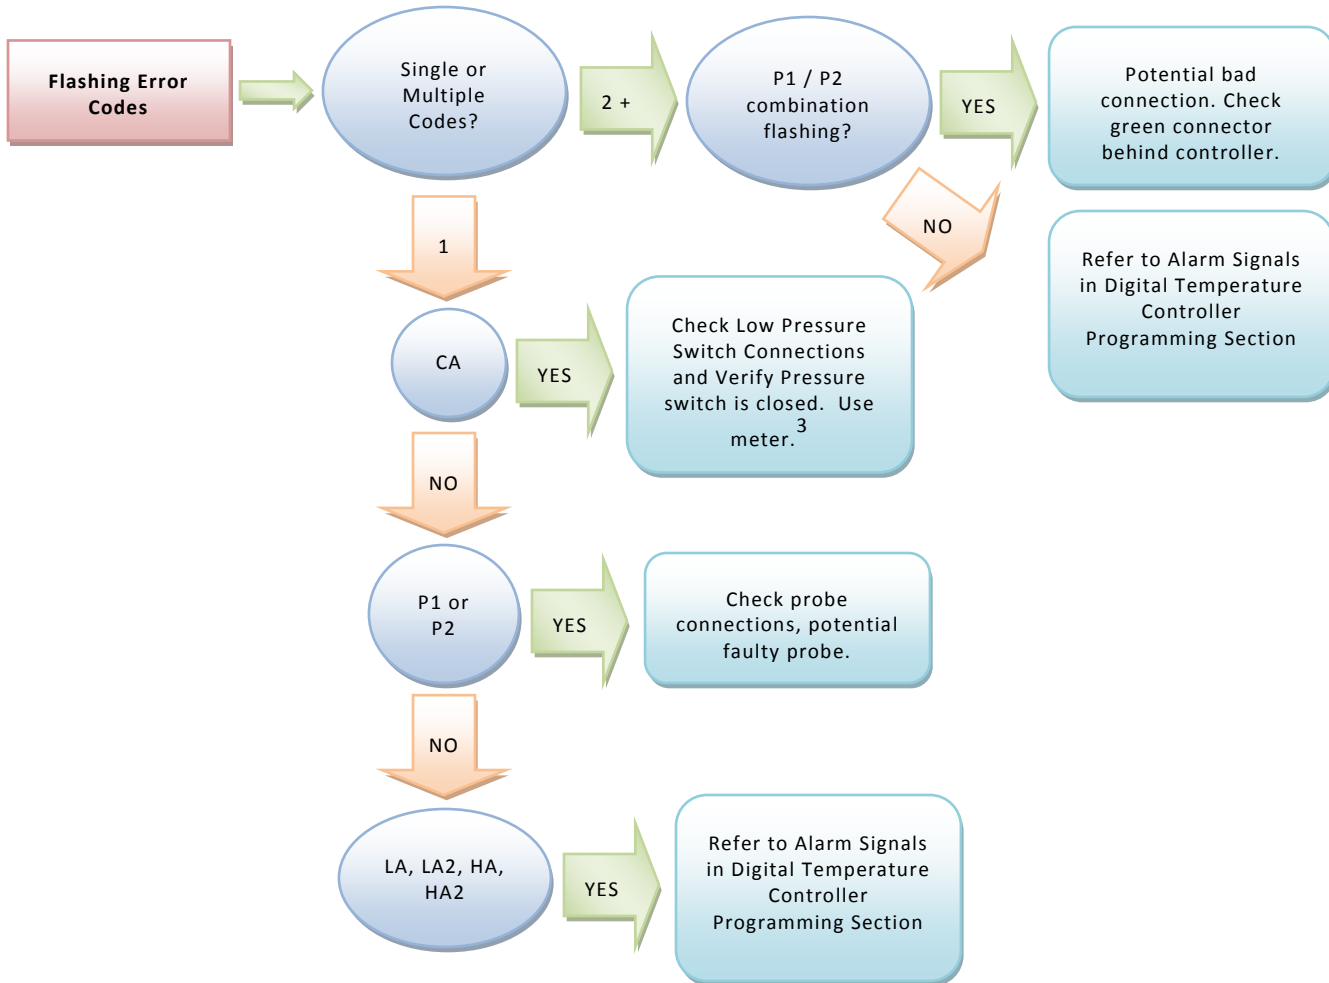 Flashing Error
Codes
Single or
Multiple
Codes?
2 +
P1 / P2
combination
flashing?
YES
Potential bad
connection. Check
green connector
behind controller.
NO
Refer to Alarm Signals
in Digital Temperature
Controller
Programming Section
1
CA
YES
Check Low Pressure
Switch Connections
and Verify Pressure
switch is closed. Use
meter.3
NO
P1 or
P2
YES
Check probe
connections, potential
faulty probe.
NO
LA, LA2, HA,
HA2
YES
Refer to Alarm Signals
in Digital Temperature
Controller
Programming Section